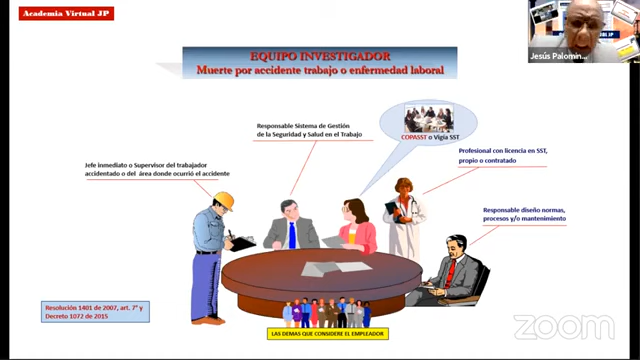 Academia Virtual JP
EQUIPO INVESTIGADOR
Muerte por accidente trabajo o enfermedad laboral
Jesús Palomin...
Responsable Sistema de Gestión
de la Seguridad y Salud en el Trabajo
COPASST o Vigía SST
Profesional con licencia en SST,
propio o contratado
Jefe inmediato o Supervisor del trabajador
accidentado o del área donde ocurrió el accidente
Responsable diseño normas,
procesos y/o mantenimiento
Resolución 1401 de 2007, art. 7° y
Decreto 1072 de 2015
LAS DEMAS QUE CONSIDERE EL EMPLEADOR
zoom